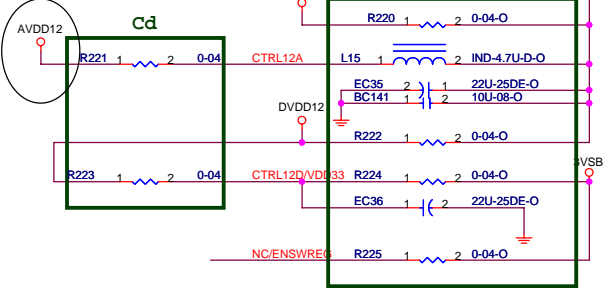 R220 1 2 0-04-O
AVDD12 Cd
R221 1 2 0-04 CTRL12A L15 1 2 IND-4.7U-D-O
EC35 2 1 22U-25DE-O
BC141 1 2 10U-08-O
DVDD12
R222 1 2 0-04-O
3VSB
R223 1 2 0-04 CTRL12D/VDD33 R224 1 2 0-04-O
EC36 1 2 22U-25DE-O
NC/ENSWREG R225 1 2 0-04-O